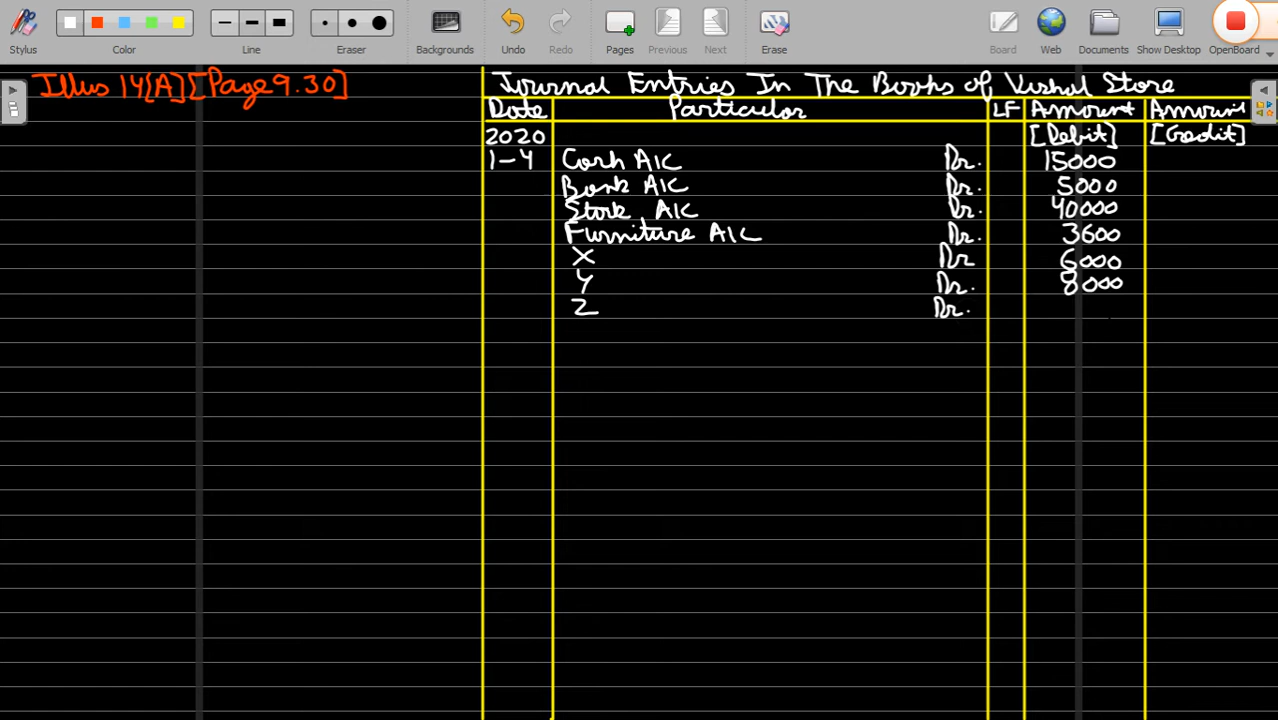 Stylus Color Line Eraser Backgrounds Undo Redo Pages Previous Next Erase Board Web Documents Show Desktop OpenBoard
Illus 14[A][Page 9.30]
Journal Entries In The Books of Vishal Store
Date Particular LF Amount Amount
2020 [Debit] [Credit]
1-4 Cash A/C Dr. 15000
Bank A/C Dr. 5000
Stock A/C Dr. 40000
Furniture A/C Dr. 3600
X Dr 6000
Y Dr. 8000
Z Dr.